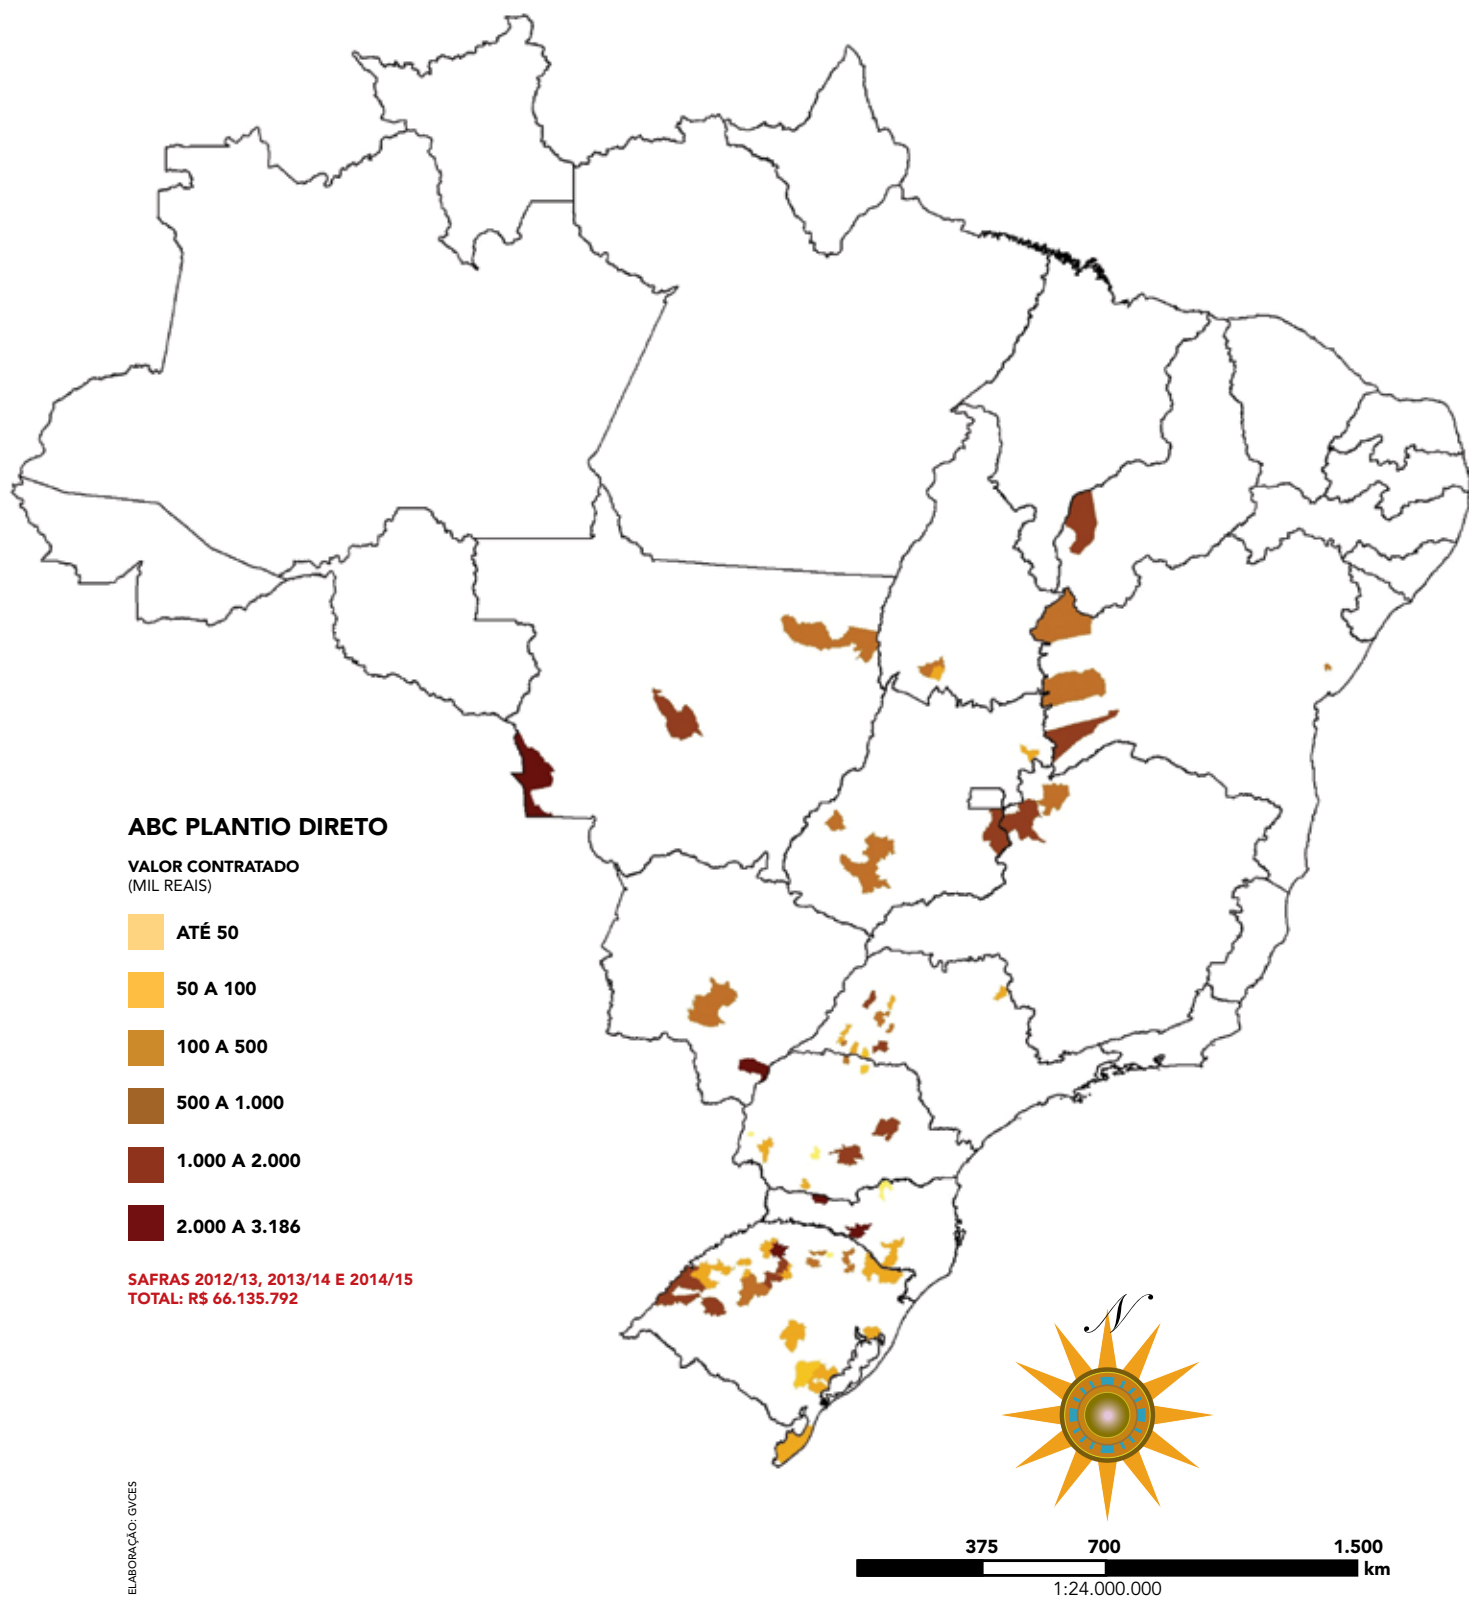 ABC PLANTIO DIRETO
VALOR CONTRATADO
(MIL REAIS)
ATÉ 50
50 A 100
100 A 500
500 A 1.000
1.000 A 2.000
2.000 A 3.186
SAFRAS 2012/13, 2013/14 E 2014/15
TOTAL: R$ 66.135.792
ELABORAÇÃO: GVCES
N
375 700 1.500
km
1:24.000.000